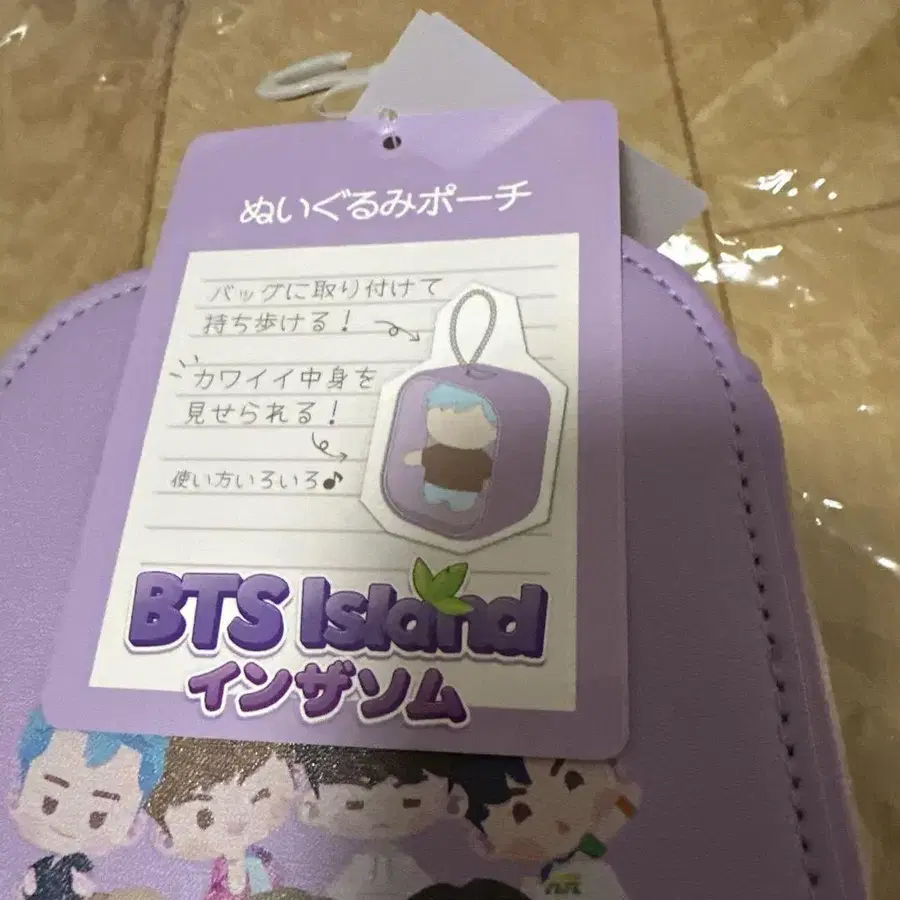 ぬいぐるみポーチ
バッグに取り付けて
持ち歩ける!
カワイイ中身を
見せられる!
使い方いろいろ♪
BTS Island
インザソム